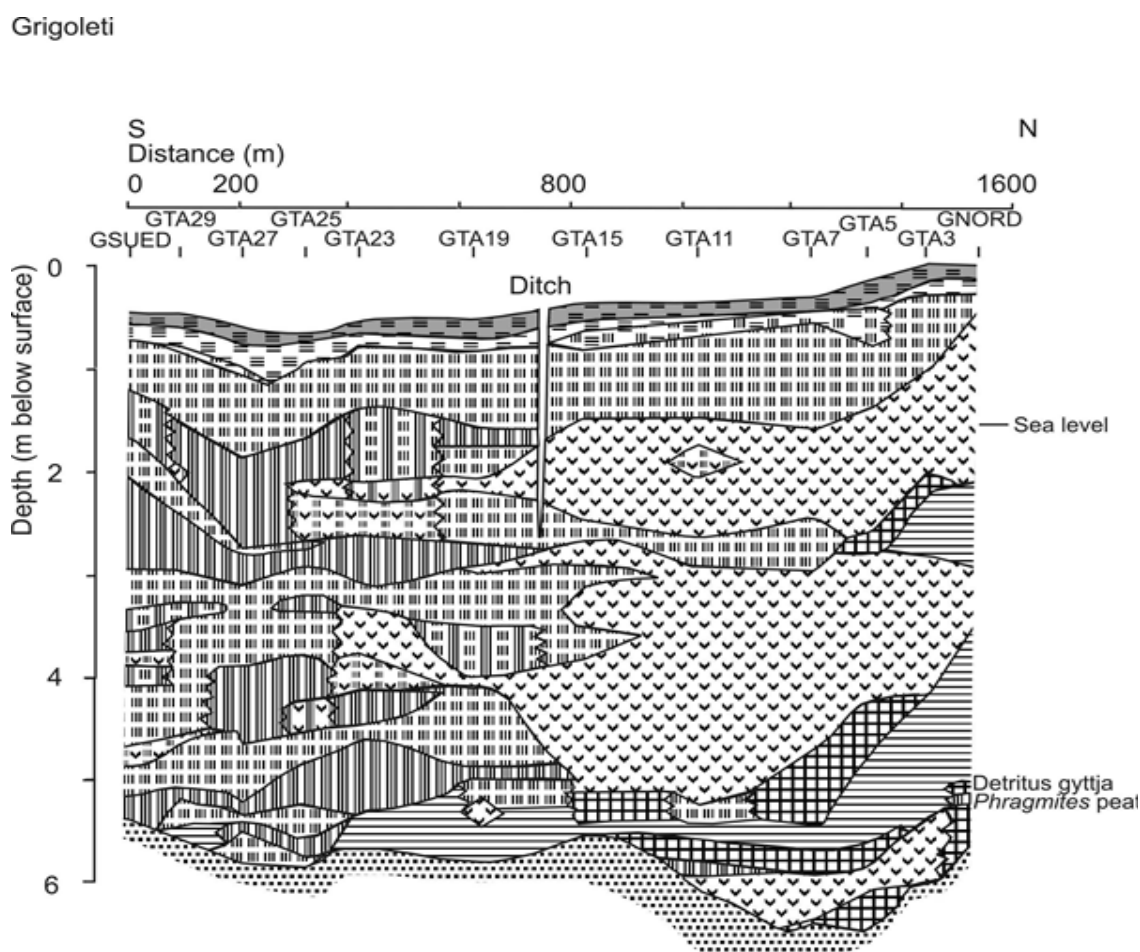 Grigoleti
S
N
Distance (m)
0 200 800 1600
GTA29 GTA25 GTA5 GNORD
GSUED GTA27 GTA23 GTA19 GTA15 GTA11 GTA7 GTA3
Depth (m below surface)
0
Ditch
Sea level
2
4
Detritus gyttja
Phragmites peat
6